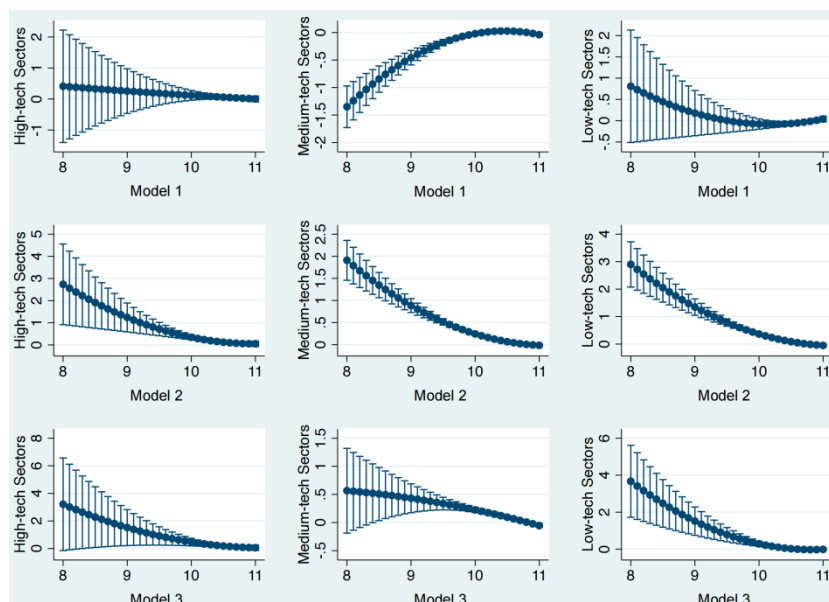 High-tech Sectors
2
1
0
-1
8 9 10 11
Model 1
Medium-tech Sectors
0
-.5
-1
-1.5
-2
8 9 10 11
Model 1
Low-tech Sectors
2
1.5
1
.5
0
-.5
8 9 10 11
Model 1
High-tech Sectors
5
4
3
2
1
0
8 9 10 11
Model 2
Medium-tech Sectors
2.5
2
1.5
1
.5
0
8 9 10 11
Model 2
Low-tech Sectors
4
3
2
1
0
8 9 10 11
Model 2
High-tech Sectors
8
6
4
2
0
8 9 10 11
Model 3
Medium-tech Sectors
1.5
1
.5
0
-.5
8 9 10 11
Model 3
Low-tech Sectors
6
4
2
0
8 9 10 11
Model 3